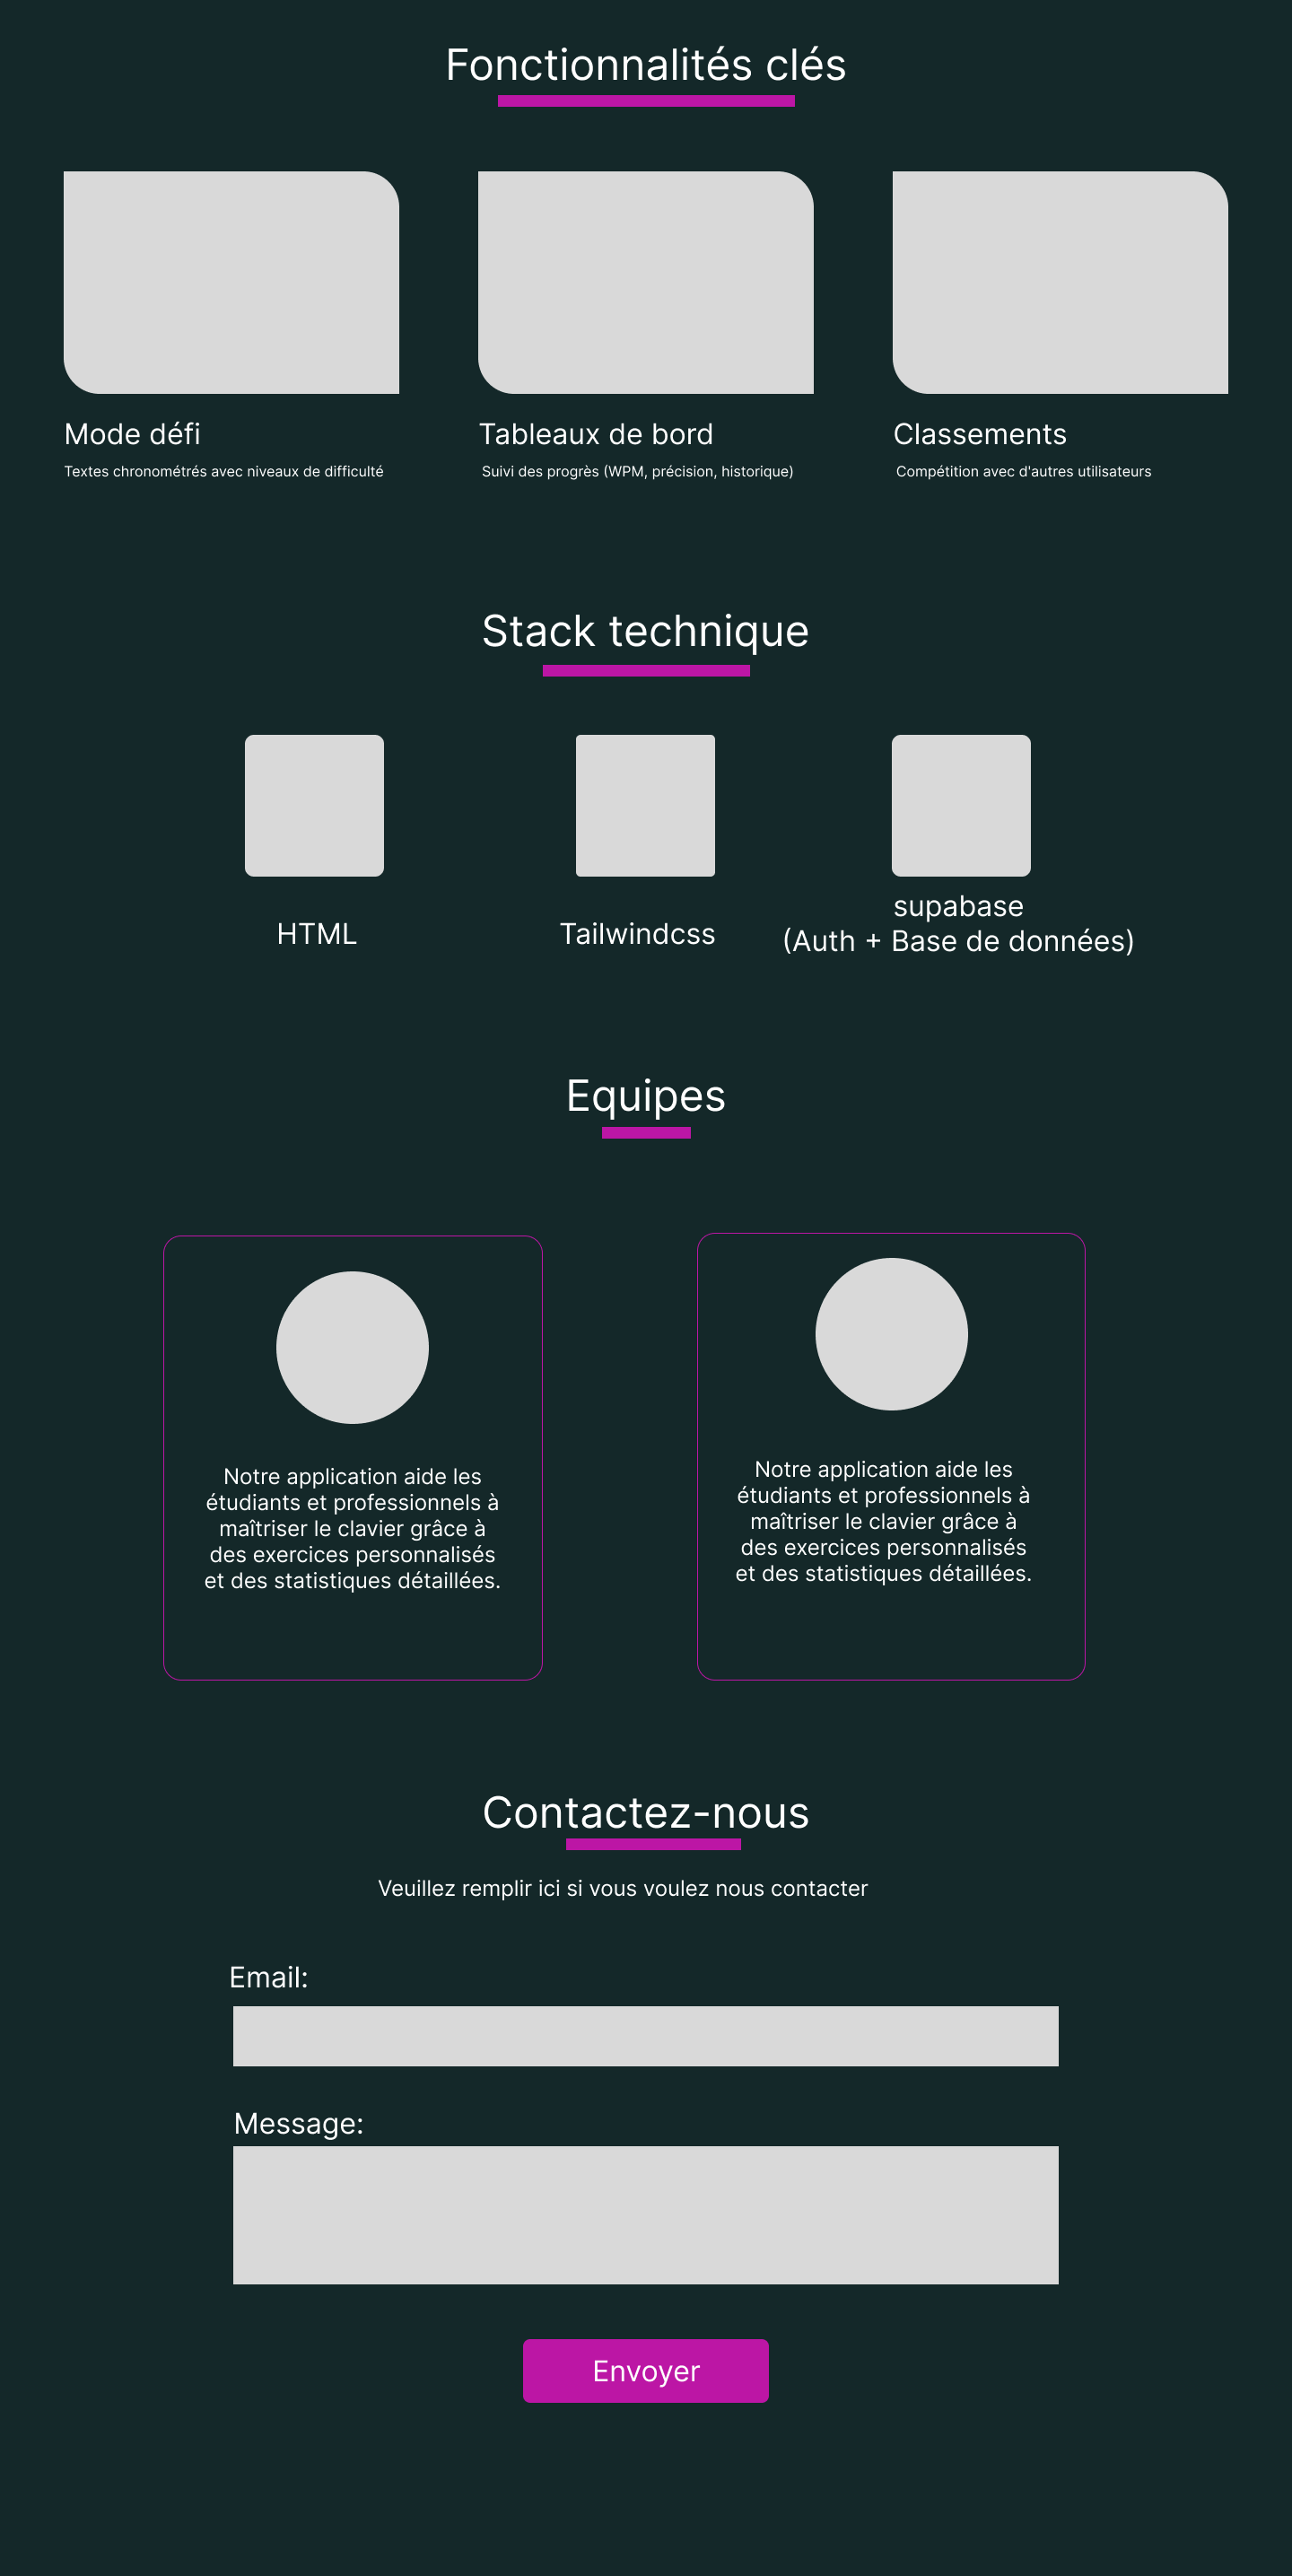 Fonctionnalités clés
Mode défi
Textes chronométrés avec niveaux de difficulté
Tableaux de bord
Suivi des progrès (WPM, précision, historique)
Classements
Compétition avec d'autres utilisateurs
Stack technique
HTML
Tailwindcss
supabase
(Auth + Base de données)
Equipes
Notre application aide les
étudiants et professionnels à
maîtriser le clavier grâce à
des exercices personnalisés
et des statistiques détaillées.
Notre application aide les
étudiants et professionnels à
maîtriser le clavier grâce à
des exercices personnalisés
et des statistiques détaillées.
Contactez-nous
Veuillez remplir ici si vous voulez nous contacter
Email:
Message:
Envoyer